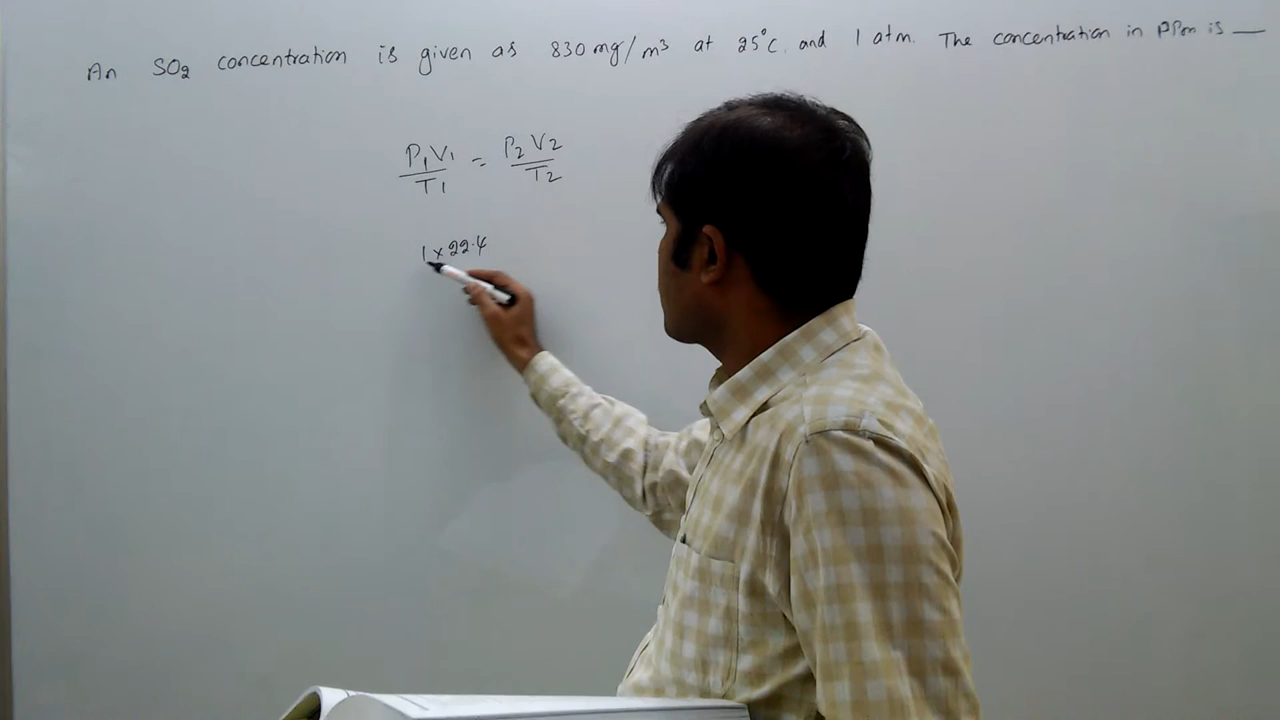 An SO₂ concentration is given as 830 mg/m³ at 25°C. and 1 atm. The concentration in PPm is __
P₁V₁/T₁ = P₂V₂/T₂
1 × 22.4